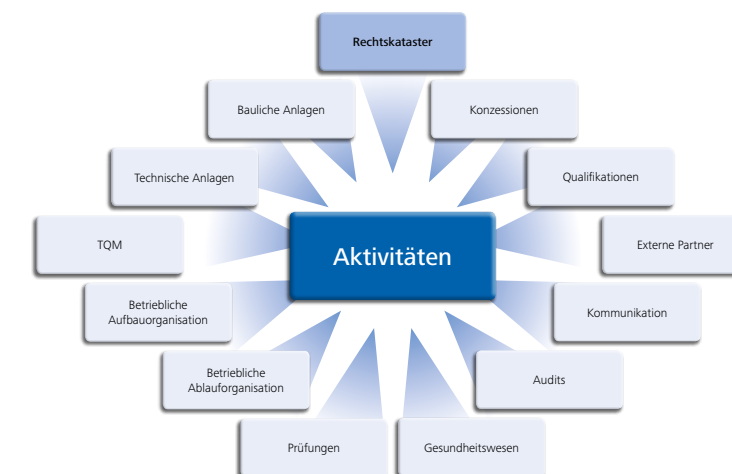 Rechtskataster
Bauliche Anlagen
Konzessionen
Technische Anlagen
Qualifikationen
TQM
Aktivitäten
Externe Partner
Betriebliche
Aufbauorganisation
Kommunikation
Betriebliche
Ablauforganisation
Audits
Prüfungen
Gesundheitswesen